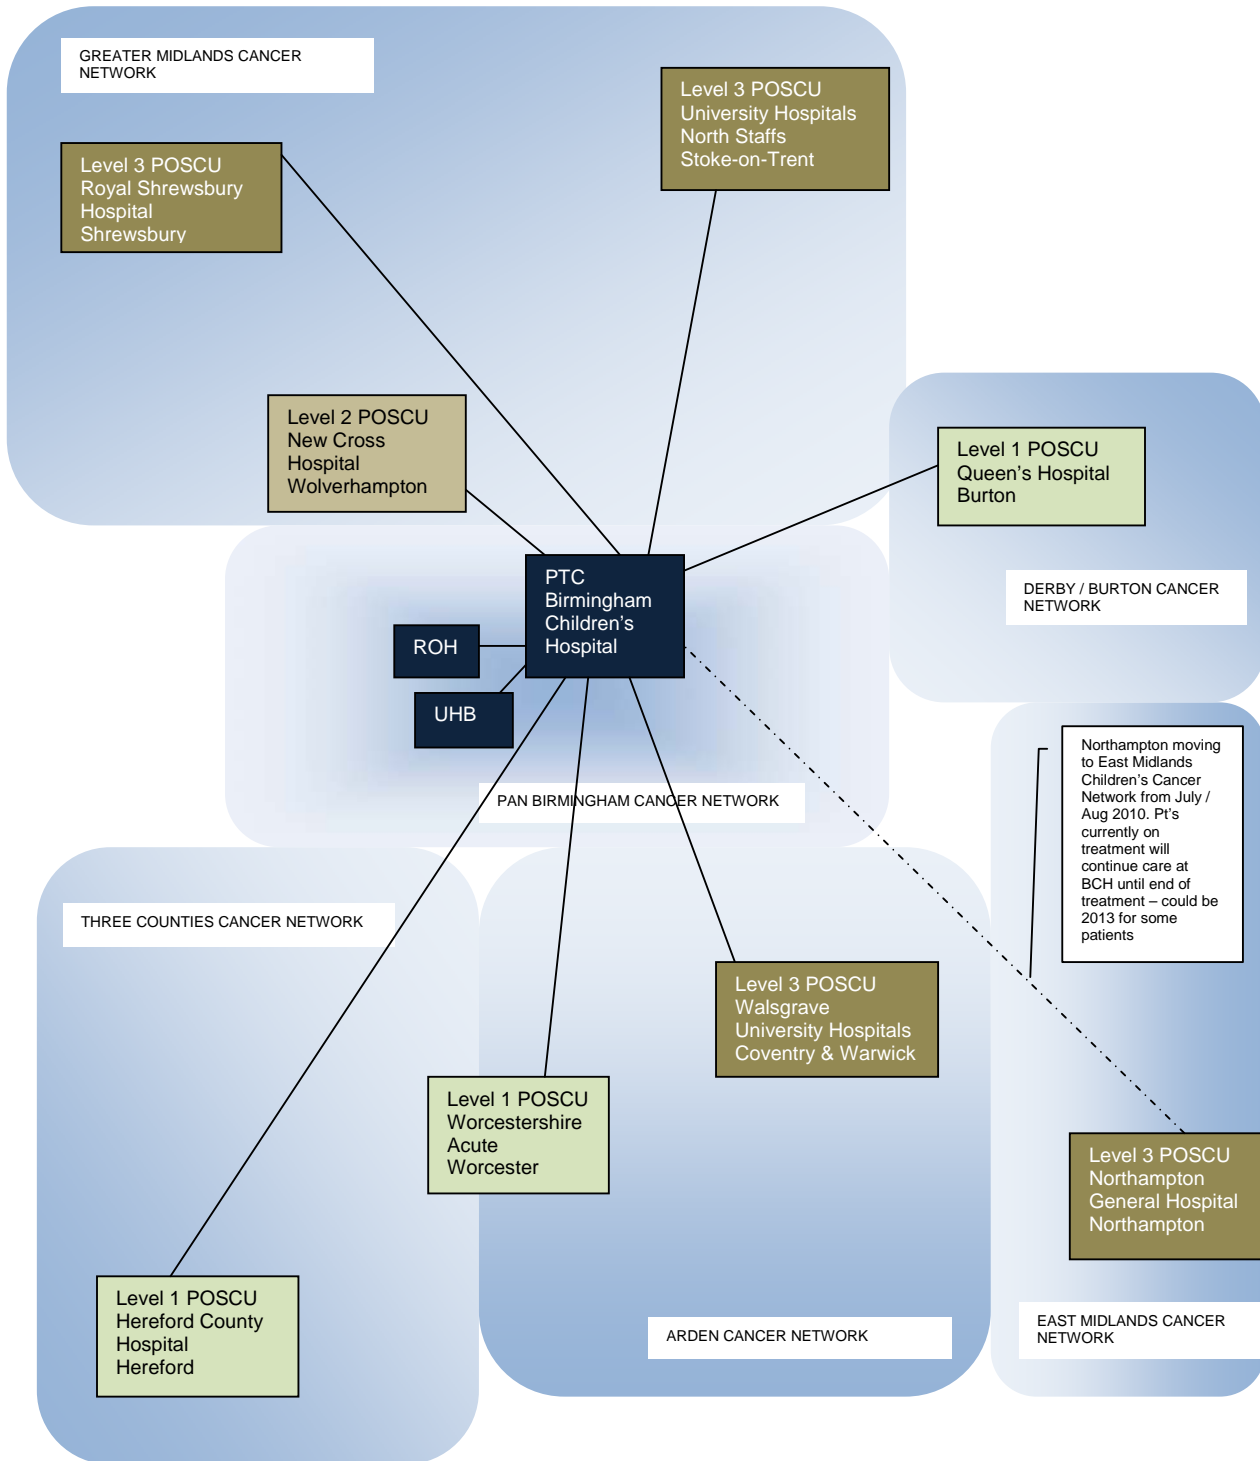 GREATER MIDLANDS CANCER
NETWORK
Level 3 POSCU
University Hospitals
North Staffs
Stoke-on-Trent
Level 3 POSCU
Royal Shrewsbury
Hospital
Shrewsbury
Level 2 POSCU
New Cross
Hospital
Wolverhampton
Level 1 POSCU
Queen's Hospital
Burton
PTC
Birmingham
Children's
Hospital
DERBY / BURTON CANCER
NETWORK
ROH
UHB
PAN BIRMINGHAM CANCER NETWORK
Northampton moving
to East Midlands
Children's Cancer
Network from July /
Aug 2010. Pt's
currently on
treatment will
continue care at
BCH until end of
treatment – could be
2013 for some
patients
THREE COUNTIES CANCER NETWORK
Level 3 POSCU
Walsgrave
University Hospitals
Coventry & Warwick
Level 1 POSCU
Worcestershire
Acute
Worcester
Level 3 POSCU
Northampton
General Hospital
Northampton
Level 1 POSCU
Hereford County
Hospital
Hereford
ARDEN CANCER NETWORK
EAST MIDLANDS CANCER
NETWORK